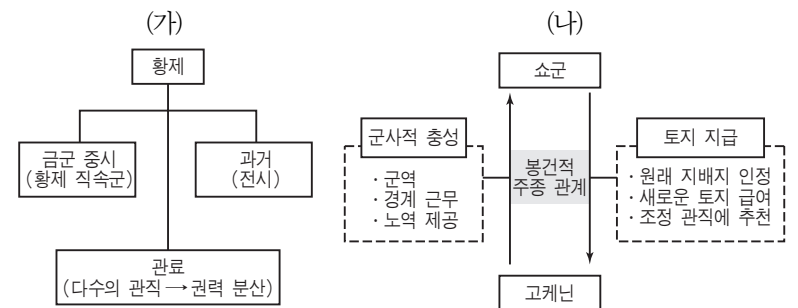 (가)
황제
금군 중시
(황제 직속군)
과거
(전시)
관료
(다수의 관직 → 권력 분산)
(나)
쇼군
군사적 충성
· 군역
· 경계 근무
· 노역 제공
봉건적
주종 관계
토지 지급
· 원래 지배지 인정
· 새로운 토지 급여
· 조정 관직에 추천
고케닌